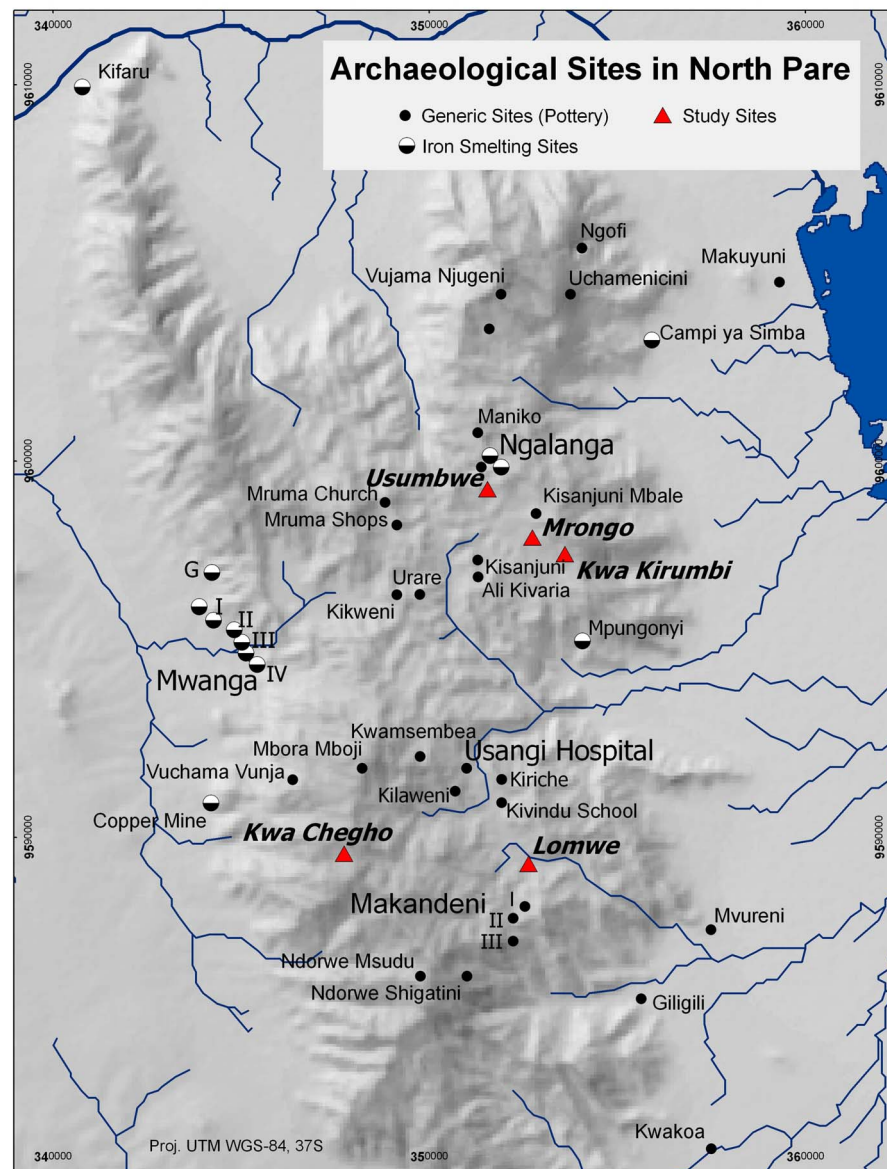 340000
350000
360000
9610000
9610000
Archaeological Sites in North Pare
Generic Sites (Pottery)
Study Sites
Iron Smelting Sites
Kifaru
Ngofi
Makuyuni
Vujama Njugeni
Uchamenicini
Campi ya Simba
Maniko
Ngalanga
9600000
9600000
Usumbwe
Mruma Church
Kisanjuni Mbale
Mruma Shops
Mrongo
G
Urare
Kisanjuni
Kwa Kirumbi
Kikweni
Ali Kivaria
I
II
Mpungonyi
III
IV
Mwanga
Kwamsembea
Mbora Mboji
Usangi Hospital
Vuchama Vunja
Kiriche
Kilaweni
Kivindu School
Copper Mine
Kwa Chegho
Lomwe
9590000
9590000
Makandeni
I
II
III
Mvureni
Ndorwe Msudu
Ndorwe Shigatini
Giligili
Kwakoa
Proj. UTM WGS-84, 37S
340000
350000
360000